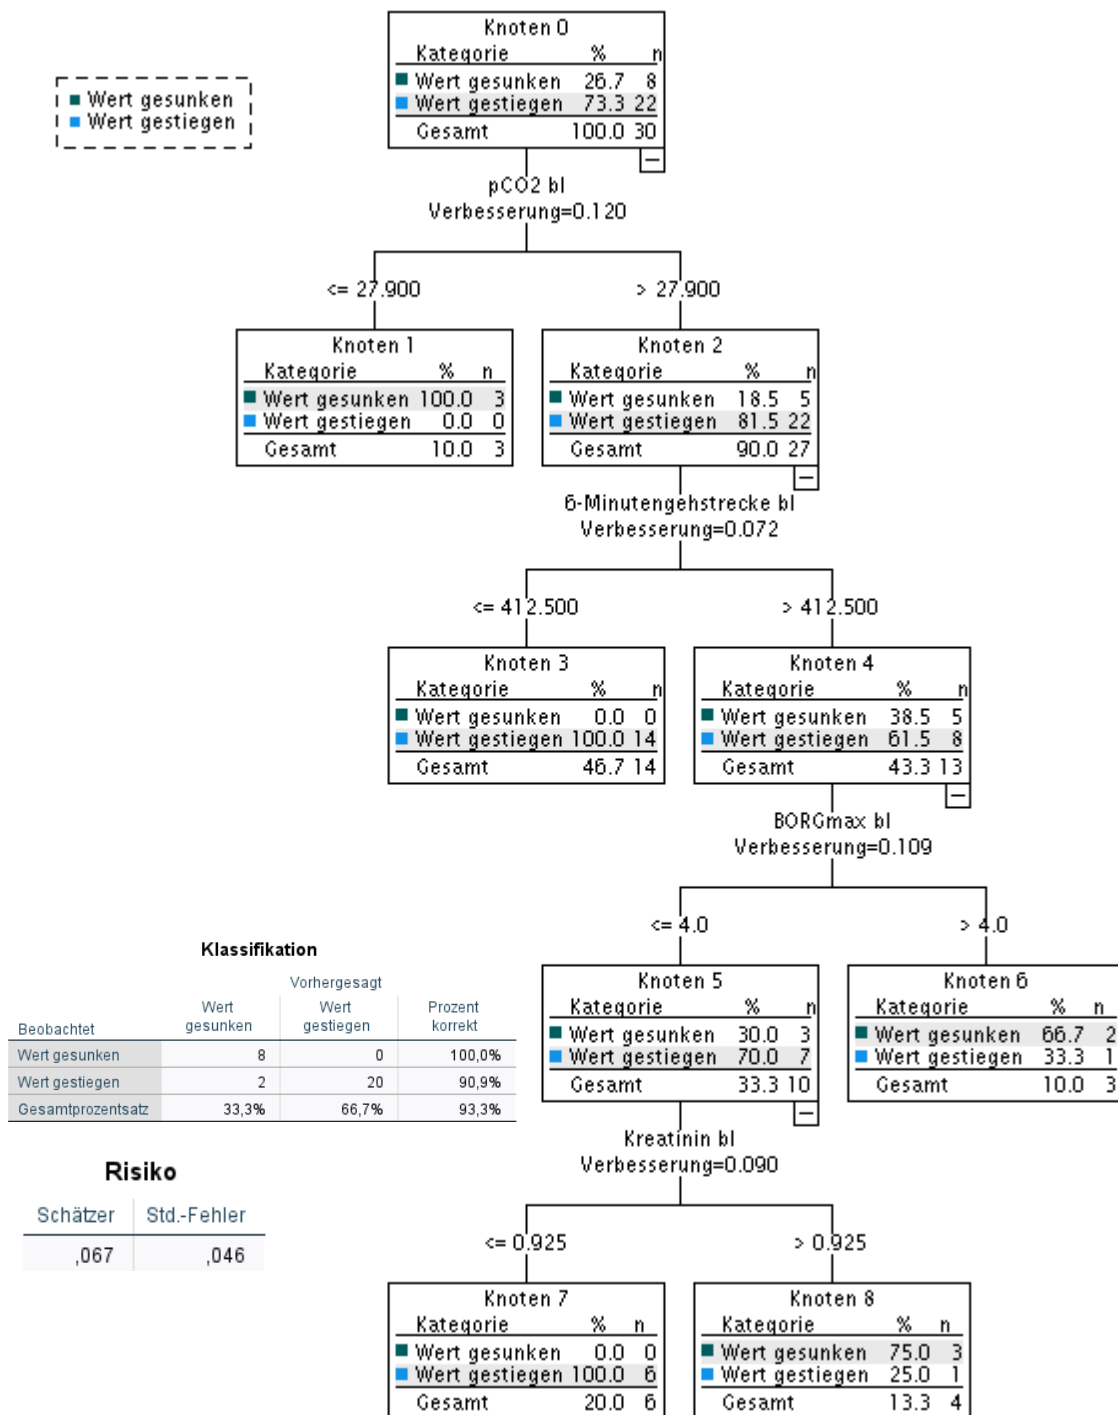 Knoten 0
Kategorie % n
Wert gesunken 26.7 8
Wert gestiegen 73.3 22
Gesamt 100.0 30
Wert gesunken
Wert gestiegen
pCO2 bl
Verbesserung=0.120
<= 27.900 > 27.900
Knoten 1
Kategorie % n
Wert gesunken 100.0 3
Wert gestiegen 0.0 0
Gesamt 10.0 3
Knoten 2
Kategorie % n
Wert gesunken 18.5 5
Wert gestiegen 81.5 22
Gesamt 90.0 27
6-Minutengehstrecke bl
Verbesserung=0.072
<= 412.500 > 412.500
Knoten 3
Kategorie % n
Wert gesunken 0.0 0
Wert gestiegen 100.0 14
Gesamt 46.7 14
Knoten 4
Kategorie % n
Wert gesunken 38.5 5
Wert gestiegen 61.5 8
Gesamt 43.3 13
BORGmax bl
Verbesserung=0.109
<= 4.0 > 4.0
Knoten 5
Kategorie % n
Wert gesunken 30.0 3
Wert gestiegen 70.0 7
Gesamt 33.3 10
Knoten 6
Kategorie % n
Wert gesunken 66.7 2
Wert gestiegen 33.3 1
Gesamt 10.0 3
Kreatinin bl
Verbesserung=0.090
<= 0.925 > 0.925
Knoten 7
Kategorie % n
Wert gesunken 0.0 0
Wert gestiegen 100.0 6
Gesamt 20.0 6
Knoten 8
Kategorie % n
Wert gesunken 75.0 3
Wert gestiegen 25.0 1
Gesamt 13.3 4
Klassifikation
Vorhergesagt
Wert Wert Prozent
Beobachtet gesunken gestiegen korrekt
Wert gesunken 8 0 100,0%
Wert gestiegen 2 20 90,9%
Gesamtprozentsatz 33,3% 66,7% 93,3%
Risiko
Schätzer Std.-Fehler
,067 ,046